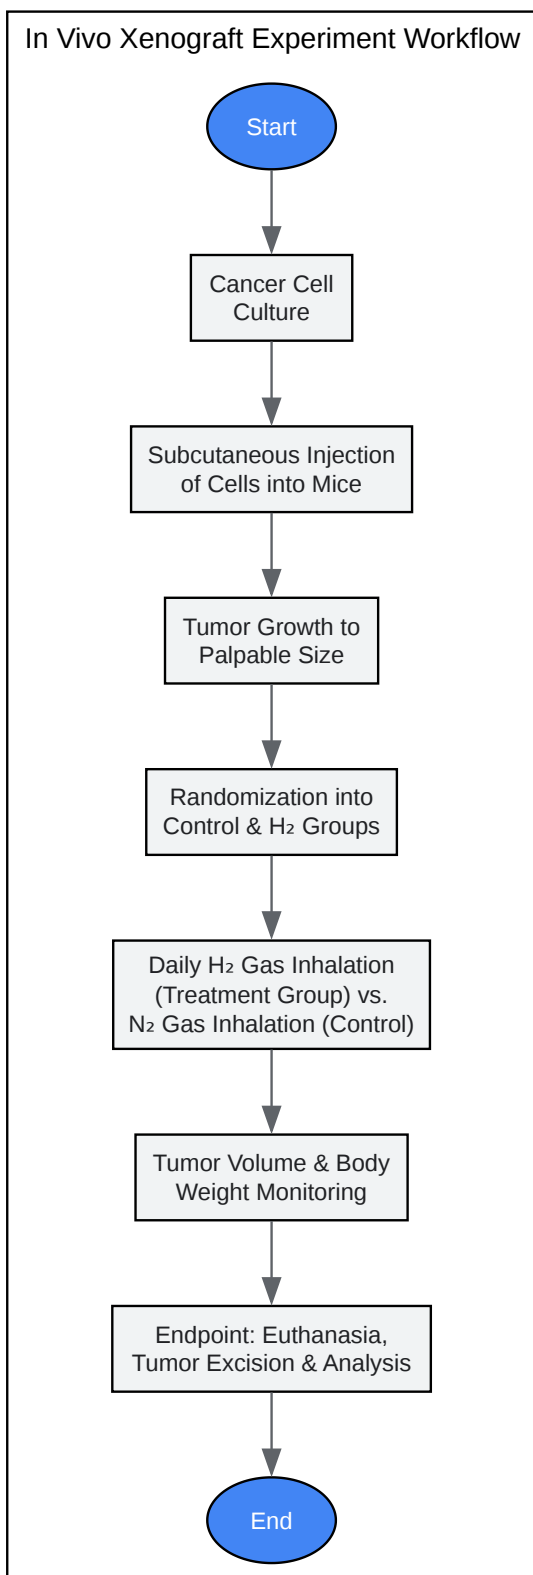 In Vivo Xenograft Experiment Workflow
Start
Cancer Cell
Culture
Subcutaneous Injection
of Cells into Mice
Tumor Growth to
Palpable Size
Randomization into
Control & H₂ Groups
Daily H₂ Gas Inhalation
(Treatment Group) vs.
N₂ Gas Inhalation (Control)
Tumor Volume & Body
Weight Monitoring
Endpoint: Euthanasia,
Tumor Excision & Analysis
End